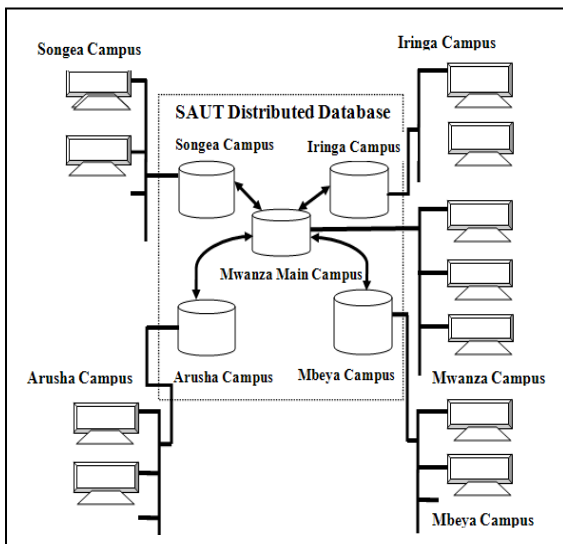 Songea Campus
Iringa Campus
SAUT Distributed Database
Songea Campus
Iringa Campus
Mwanza Main Campus
Arusha Campus
Arusha Campus
Mbeya Campus
Mwanza Campus
Mbeya Campus